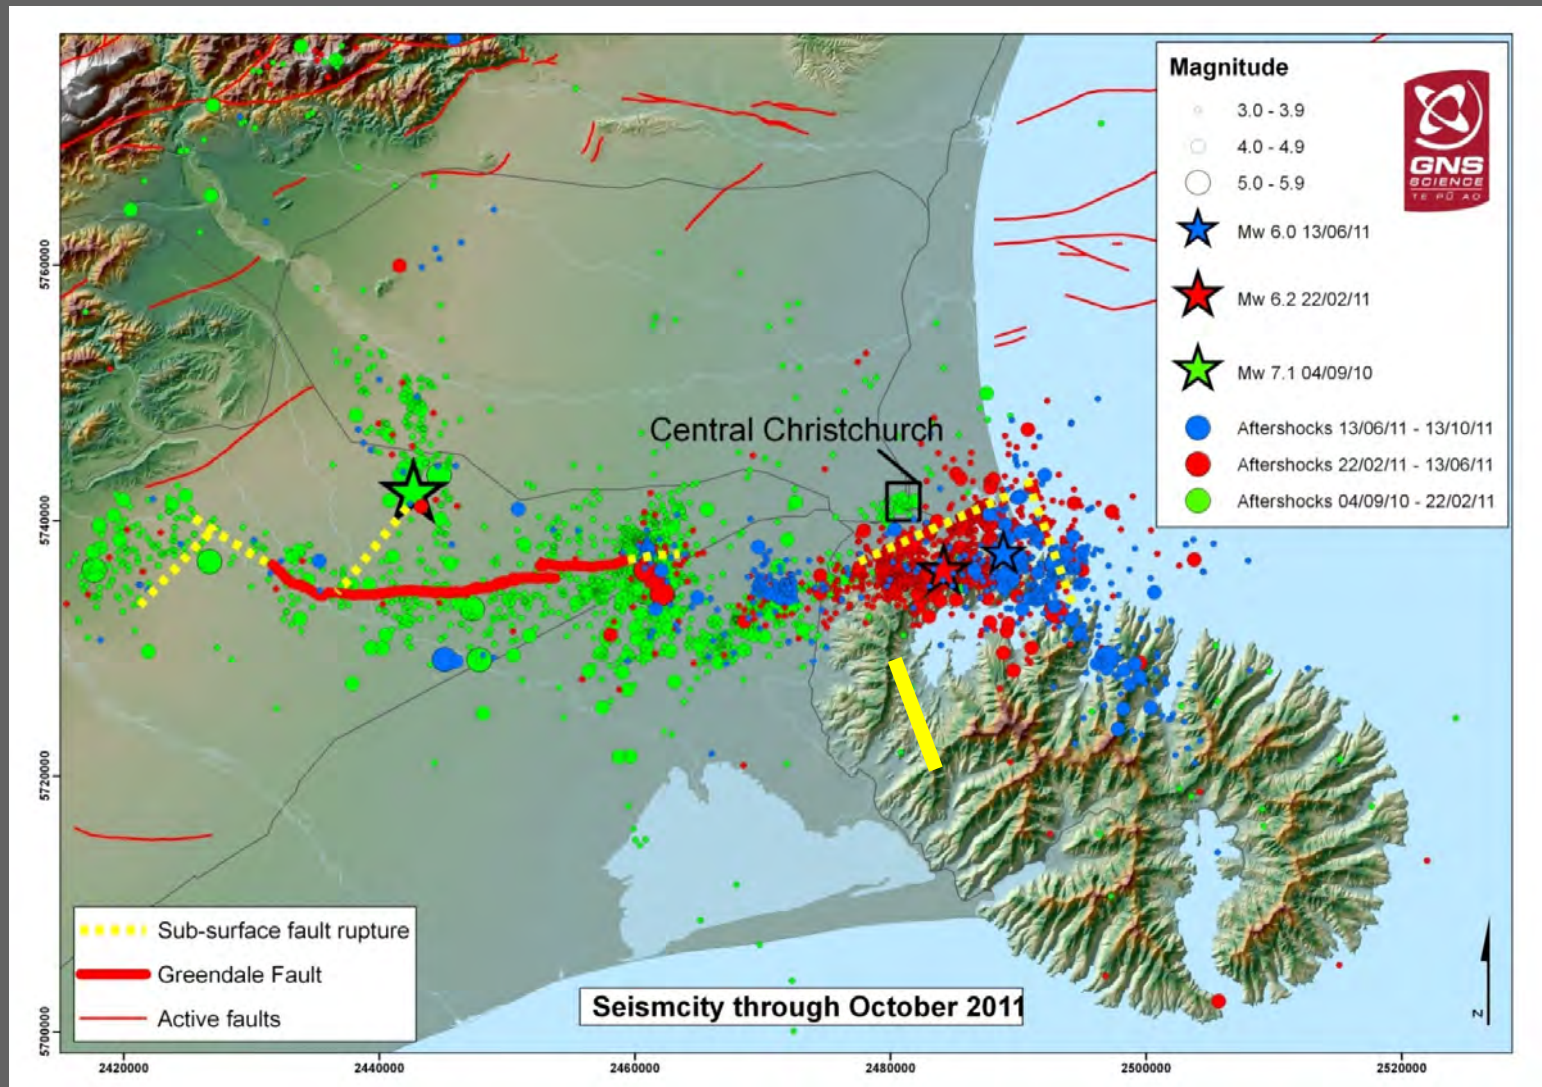 Magnitude
3.0 - 3.9
4.0 - 4.9
5.0 - 5.9
Mw 6.0 13/06/11
Mw 6.2 22/02/11
Mw 7.1 04/09/10
Aftershocks 13/06/11 - 13/10/11
Aftershocks 22/02/11 - 13/06/11
Aftershocks 04/09/10 - 22/02/11
GNS
SCIENCE
TE PŪ AO
Central Christchurch
Sub-surface fault rupture
Greendale Fault
Active faults
Seismcity through October 2011
N
5760000
5740000
5720000
5700000
2420000
2440000
2460000
2480000
2500000
2520000